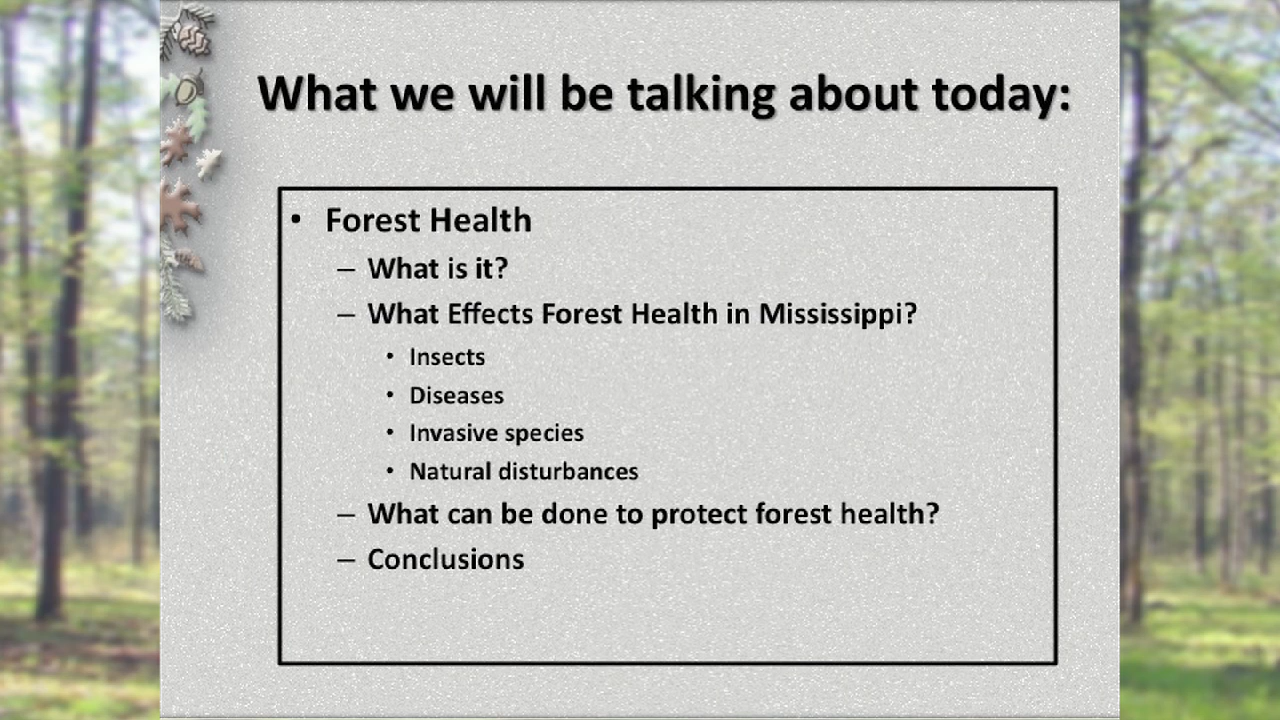 What we will be talking about today:
• Forest Health
– What is it?
– What Effects Forest Health in Mississippi?
• Insects
• Diseases
• Invasive species
• Natural disturbances
– What can be done to protect forest health?
– Conclusions